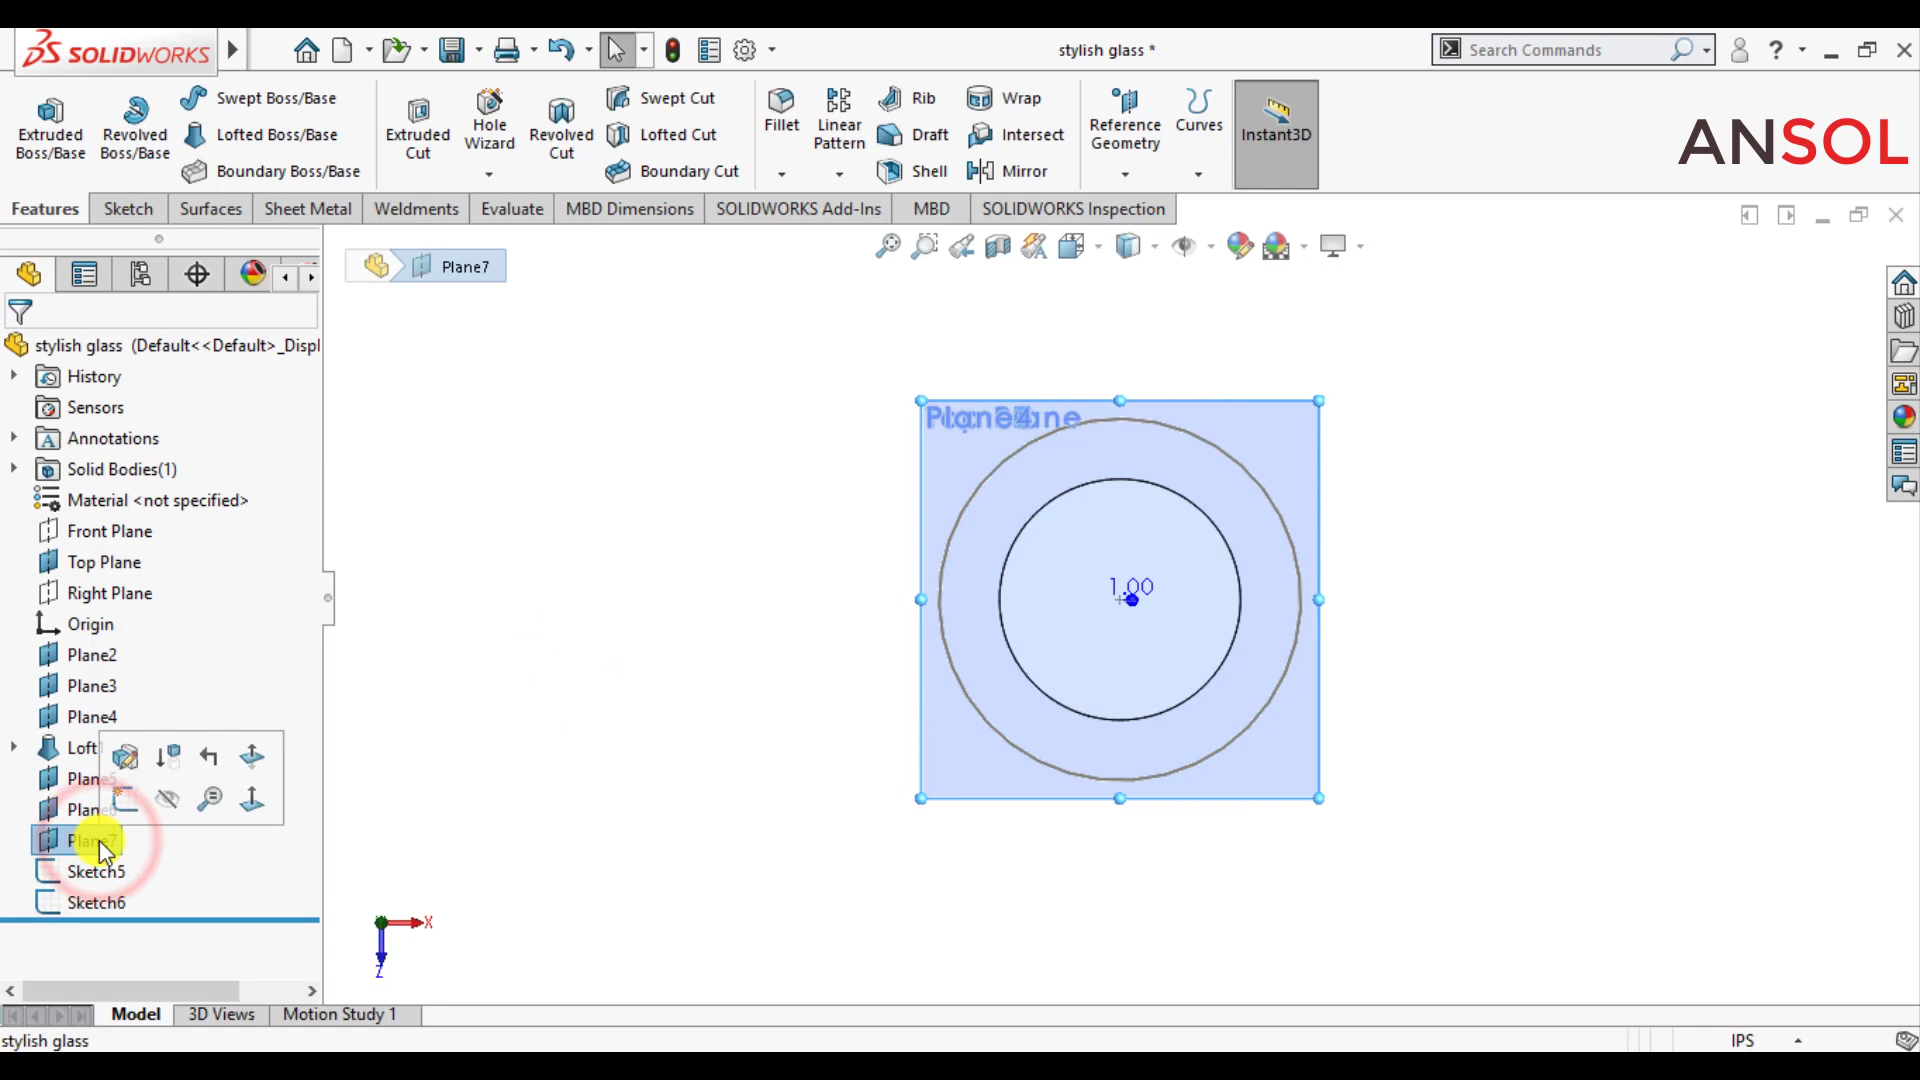 SOLIDWORKS
stylish glass *
Search Commands
Extruded Boss/Base
Revolved Boss/Base
Swept Boss/Base
Lofted Boss/Base
Boundary Boss/Base
Extruded Cut
Hole Wizard
Revolved Cut
Swept Cut
Lofted Cut
Boundary Cut
Fillet
Linear Pattern
Rib
Draft
Shell
Wrap
Intersect
Mirror
Reference Geometry
Curves
Instant3D
ANSOL
Features
Sketch
Surfaces
Sheet Metal
Weldments
Evaluate
MBD Dimensions
SOLIDWORKS Add-Ins
MBD
SOLIDWORKS Inspection
Plane7
stylish glass (Default<<Default>_Displ
History
Sensors
Annotations
Solid Bodies(1)
Material <not specified>
Front Plane
Top Plane
Right Plane
Origin
Plane2
Plane3
Plane4
Loft
Plane5
Plane6
Plane7
Sketch5
Sketch6
1.00
X
Z
Model
3D Views
Motion Study 1
stylish glass
IPS